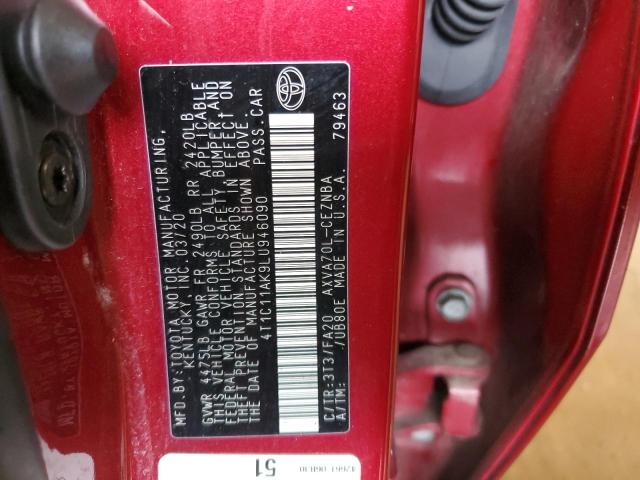 MFD.BY:TOYOTA MOTOR MANUFACTURING,
KENTUCKY, INC. 03/20
GVWR 4475LB GAWR FR 2490LB RR 2420LB
THIS VEHICLE CONFORMS TO ALL APPLICABLE
FEDERAL MOTOR VEHICLE SAFETY, BUMPER, AND
THEFT PREVENTION STANDARDS IN EFFECT ON
THE DATE OF MANUFACTURE SHOWN ABOVE.
4T1C11AK9LU946090 PASS. CAR
C/TR:3T3/FA20 AXVA70L-CEZNBA
A/TM: -/UB80E MADE IN U.S.A. 79463
51